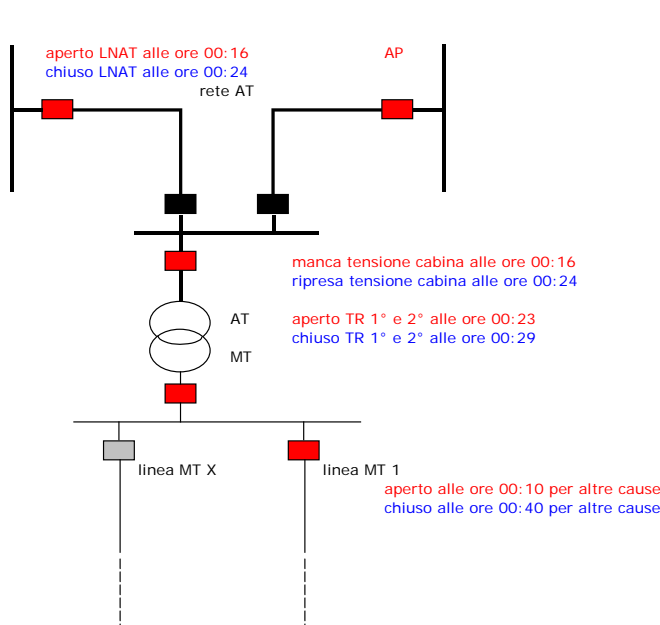 aperto LNAT alle ore 00:16
AP
chiuso LNAT alle ore 00:24
rete AT
manca tensione cabina alle ore 00:16
ripresa tensione cabina alle ore 00:24
AT
aperto TR 1° e 2° alle ore 00:23
chiuso TR 1° e 2° alle ore 00:29
MT
linea MT X
linea MT 1
aperto alle ore 00:10 per altre cause
chiuso alle ore 00:40 per altre cause